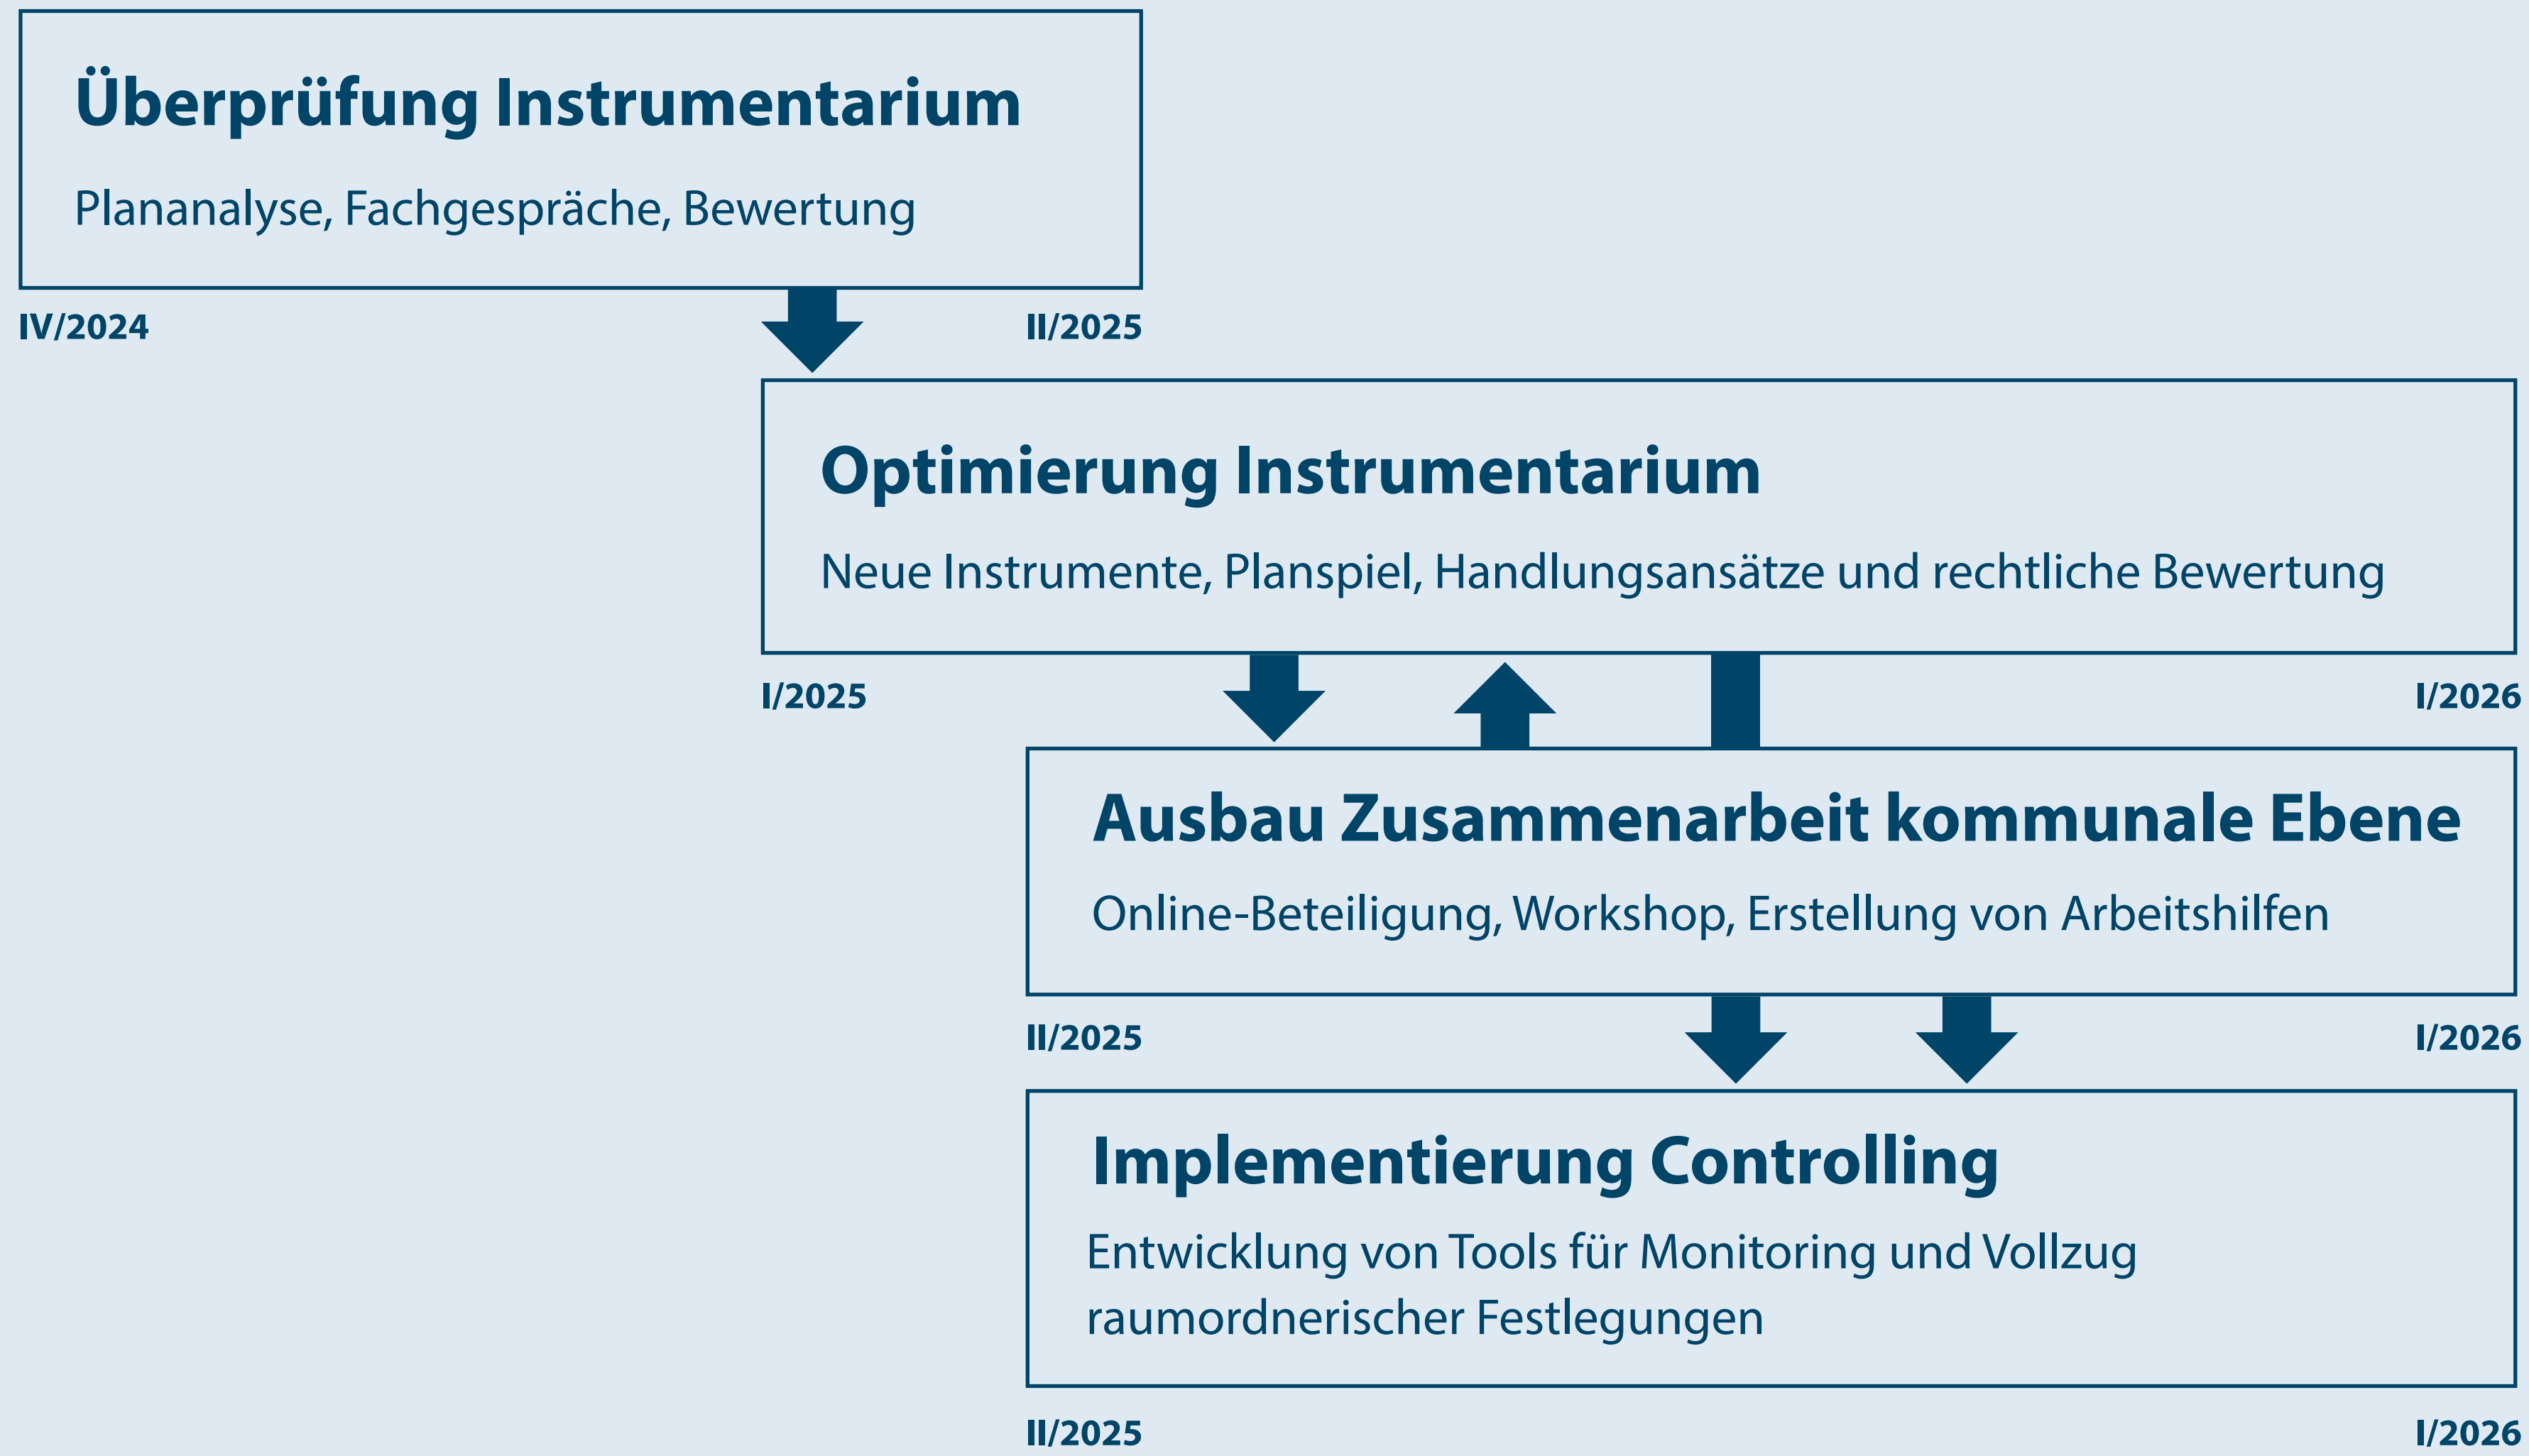 Überprüfung Instrumentarium
Plananalyse, Fachgespräche, Bewertung
IV/2024
II/2025
Optimierung Instrumentarium
Neue Instrumente, Planspiel, Handlungsansätze und rechtliche Bewertung
I/2025
I/2026
Ausbau Zusammenarbeit kommunale Ebene
Online-Beteiligung, Workshop, Erstellung von Arbeitshilfen
II/2025
I/2026
Implementierung Controlling
Entwicklung von Tools für Monitoring und Vollzug
raumordnerischer Festlegungen
II/2025
I/2026